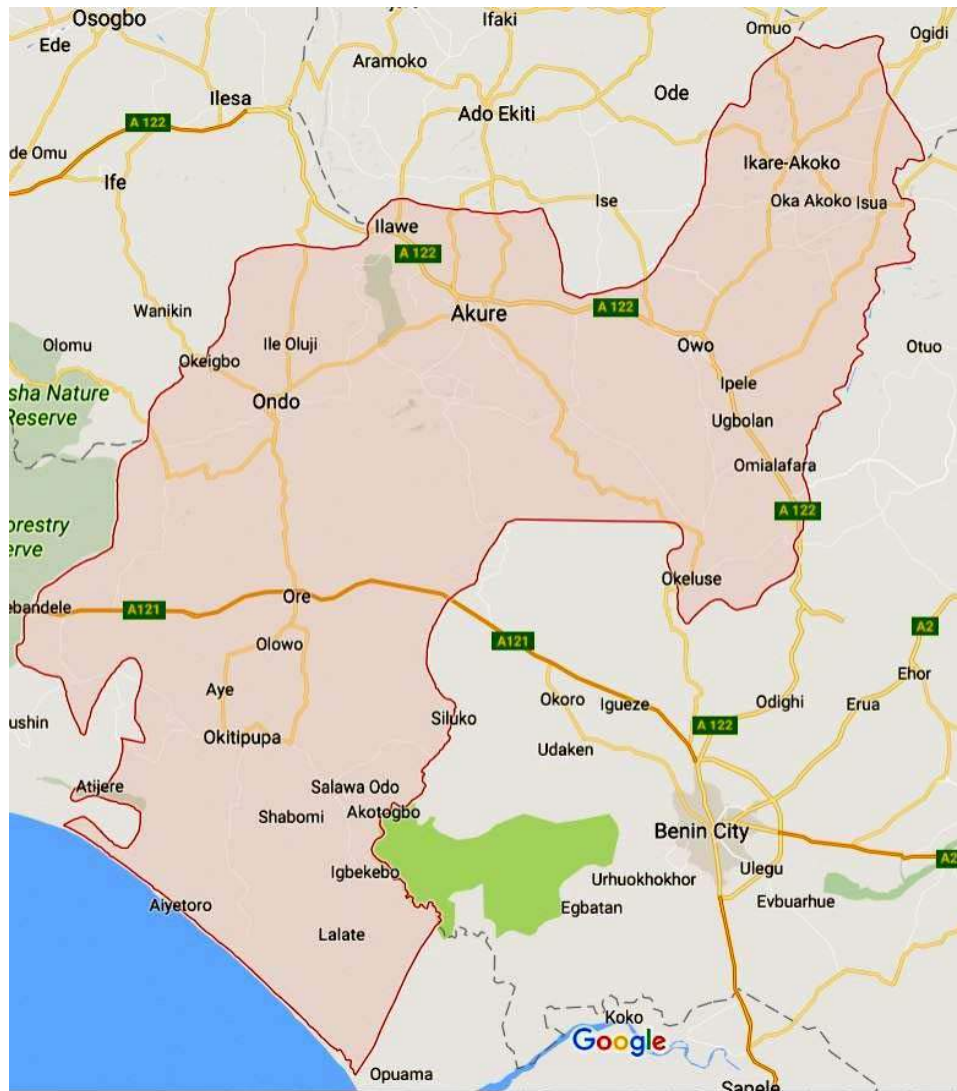 Osogbo
Ifaki
Omuo
Ogidi
Ede
Aramoko
Ilesa
Ode
A 122
Ado Ekiti
de Omu
Ikare-Akoko
Ife
Ise
Oka Akoko
Isua
Ilawe
A 122
Wanikin
A 122
Akure
Olomu
Ile Oluji
Owo
Otuo
Okeigbo
Ipele
sha Nature
Reserve
Ondo
Ugbolan
Omialafara
A 122
orestry
erve
Okeluse
ebandele
A121
Ore
A2
Olowo
A121
Ehor
Aye
Okoro
Igueze
Odighi
Erua
ushin
Siluko
A 122
Okitipupa
Udaken
Atijere
Salawa Odo
Shabomi
Akotogbo
Benin City
A2
Igbekebo
Ulegu
Urhuokhokhor
Aiyetoro
Egbatan
Evbuarhue
Lalate
Koko
Google
Opuama
Sapele